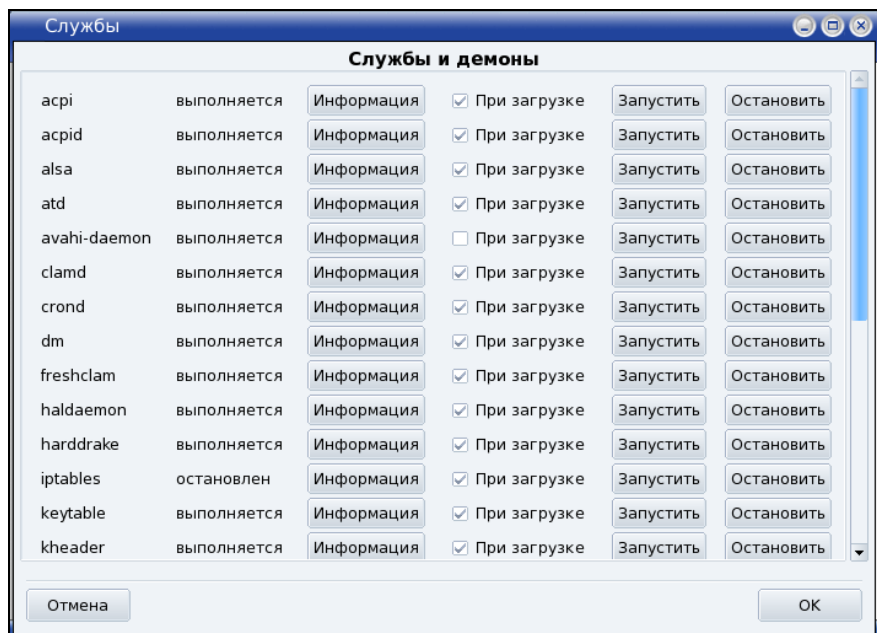 Службы
Службы и демоны
acpi выполняется Информация При загрузке Запустить Остановить
acpid выполняется Информация При загрузке Запустить Остановить
alsa выполняется Информация При загрузке Запустить Остановить
atd выполняется Информация При загрузке Запустить Остановить
avahi-daemon выполняется Информация При загрузке Запустить Остановить
clamd выполняется Информация При загрузке Запустить Остановить
crond выполняется Информация При загрузке Запустить Остановить
dm выполняется Информация При загрузке Запустить Остановить
freshclam выполняется Информация При загрузке Запустить Остановить
haldaemon выполняется Информация При загрузке Запустить Остановить
harddrake выполняется Информация При загрузке Запустить Остановить
iptables остановлен Информация При загрузке Запустить Остановить
keytable выполняется Информация При загрузке Запустить Остановить
kheader выполняется Информация При загрузке Запустить Остановить
Отмена OK